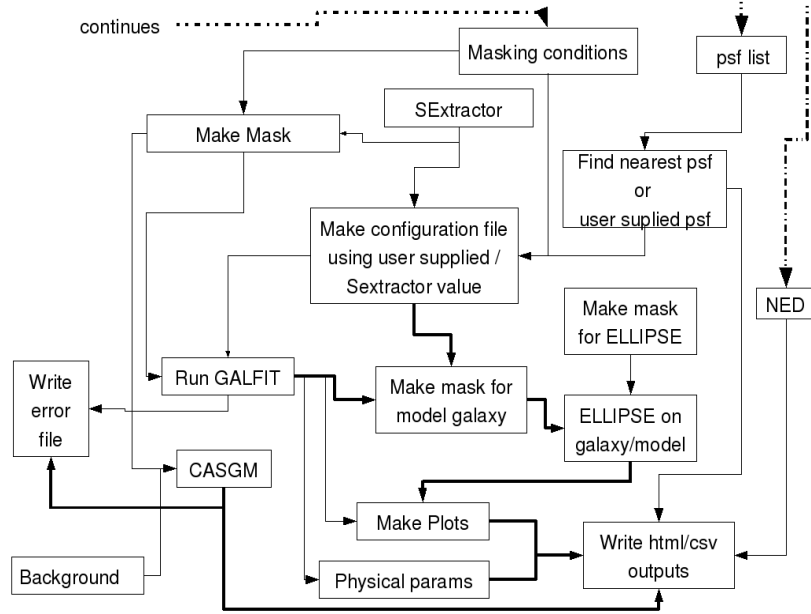 continues
Masking conditions
psf list
SExtractor
Make Mask
Find nearest psf
or
user suplied psf
Make configuration file
using user supplied /
Sextractor value
Make mask
for ELLIPSE
NED
Write
error
file
Run GALFIT
Make mask for
model galaxy
ELLIPSE on
galaxy/model
CASGM
Make Plots
Write html/csv
outputs
Background
Physical params